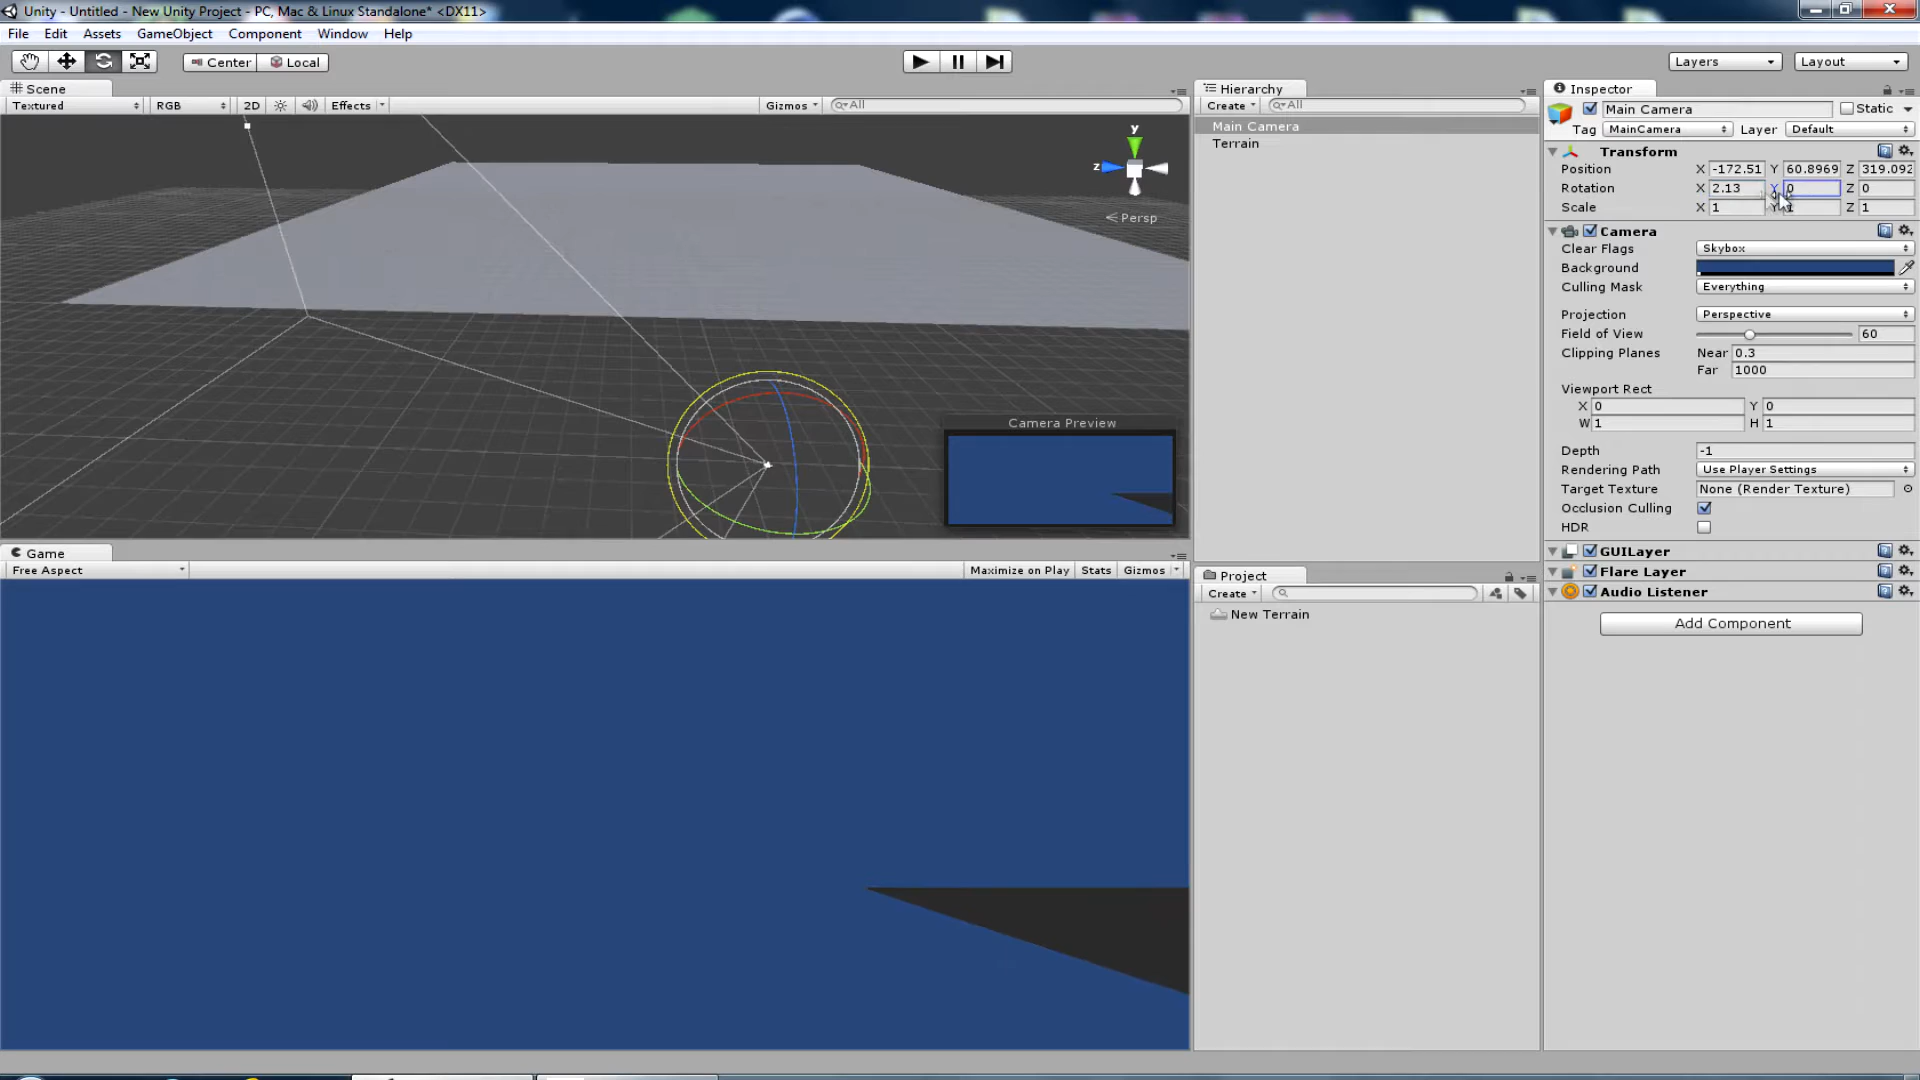 Unity - Untitled - New Unity Project - PC, Mac & Linux Standalone* <DX11>
File Edit Assets GameObject Component Window Help
Center Local Layers Layout
Scene
Textured RGB 2D Effects Gizmos All
y
z
Persp
Camera Preview
Game
Free Aspect Maximize on Play Stats Gizmos
Hierarchy
Create All
Main Camera
Terrain
Project
Create
New Terrain
Inspector
Main Camera Static
Tag MainCamera Layer Default
Transform
Position X -172.51 Y 60.8969 Z 319.092
Rotation X 2.13 Y 0 Z 0
Scale X 1 Y 1 Z 1
Camera
Clear Flags Skybox
Background
Culling Mask Everything
Projection Perspective
Field of View 60
Clipping Planes Near 0.3
Far 1000
Viewport Rect
X 0 Y 0
W 1 H 1
Depth -1
Rendering Path Use Player Settings
Target Texture None (Render Texture)
Occlusion Culling
HDR
GUILayer
Flare Layer
Audio Listener
Add Component